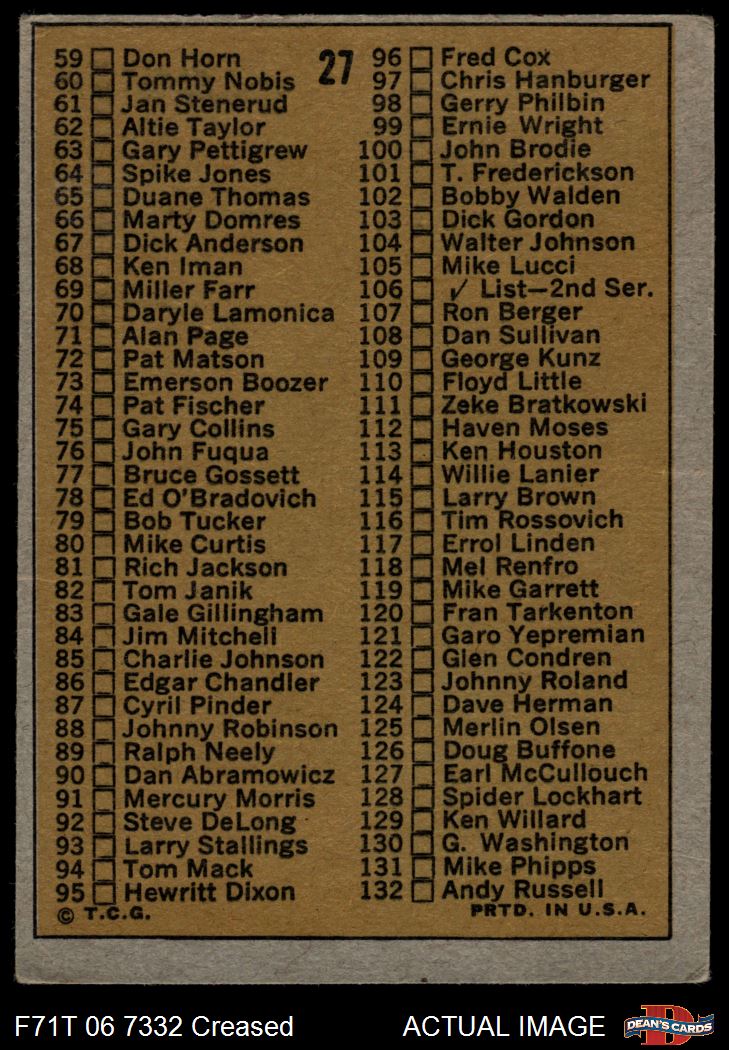 27
59 Don Horn
60 Tommy Nobis
61 Jan Stenerud
62 Altie Taylor
63 Gary Pettigrew
64 Spike Jones
65 Duane Thomas
66 Marty Domres
67 Dick Anderson
68 Ken Iman
69 Miller Farr
70 Daryle Lamonica
71 Alan Page
72 Pat Matson
73 Emerson Boozer
74 Pat Fischer
75 Gary Collins
76 John Fuqua
77 Bruce Gossett
78 Ed O'Bradovich
79 Bob Tucker
80 Mike Curtis
81 Rich Jackson
82 Tom Janik
83 Gale Gillingham
84 Jim Mitchell
85 Charlie Johnson
86 Edgar Chandler
87 Cyril Pinder
88 Johnny Robinson
89 Ralph Neely
90 Dan Abramowicz
91 Mercury Morris
92 Steve DeLong
93 Larry Stallings
94 Tom Mack
95 Hewritt Dixon
© T.C.G.
96 Fred Cox
97 Chris Hanburger
98 Gerry Philbin
99 Ernie Wright
100 John Brodie
101 T. Frederickson
102 Bobby Walden
103 Dick Gordon
104 Walter Johnson
105 Mike Lucci
106 ✓ List—2nd Ser.
107 Ron Berger
108 Dan Sullivan
109 George Kunz
110 Floyd Little
111 Zeke Bratkowski
112 Haven Moses
113 Ken Houston
114 Willie Lanier
115 Larry Brown
116 Tim Rossovich
117 Errol Linden
118 Mel Renfro
119 Mike Garrett
120 Fran Tarkenton
121 Garo Yepremian
122 Glen Condren
123 Johnny Roland
124 Dave Herman
125 Merlin Olsen
126 Doug Buffone
127 Earl McCullouch
128 Spider Lockhart
129 Ken Willard
130 G. Washington
131 Mike Phipps
132 Andy Russell
PRTD. IN U.S.A.
F71T 06 7332 Creased ACTUAL IMAGE
D
DEAN'S CARDS